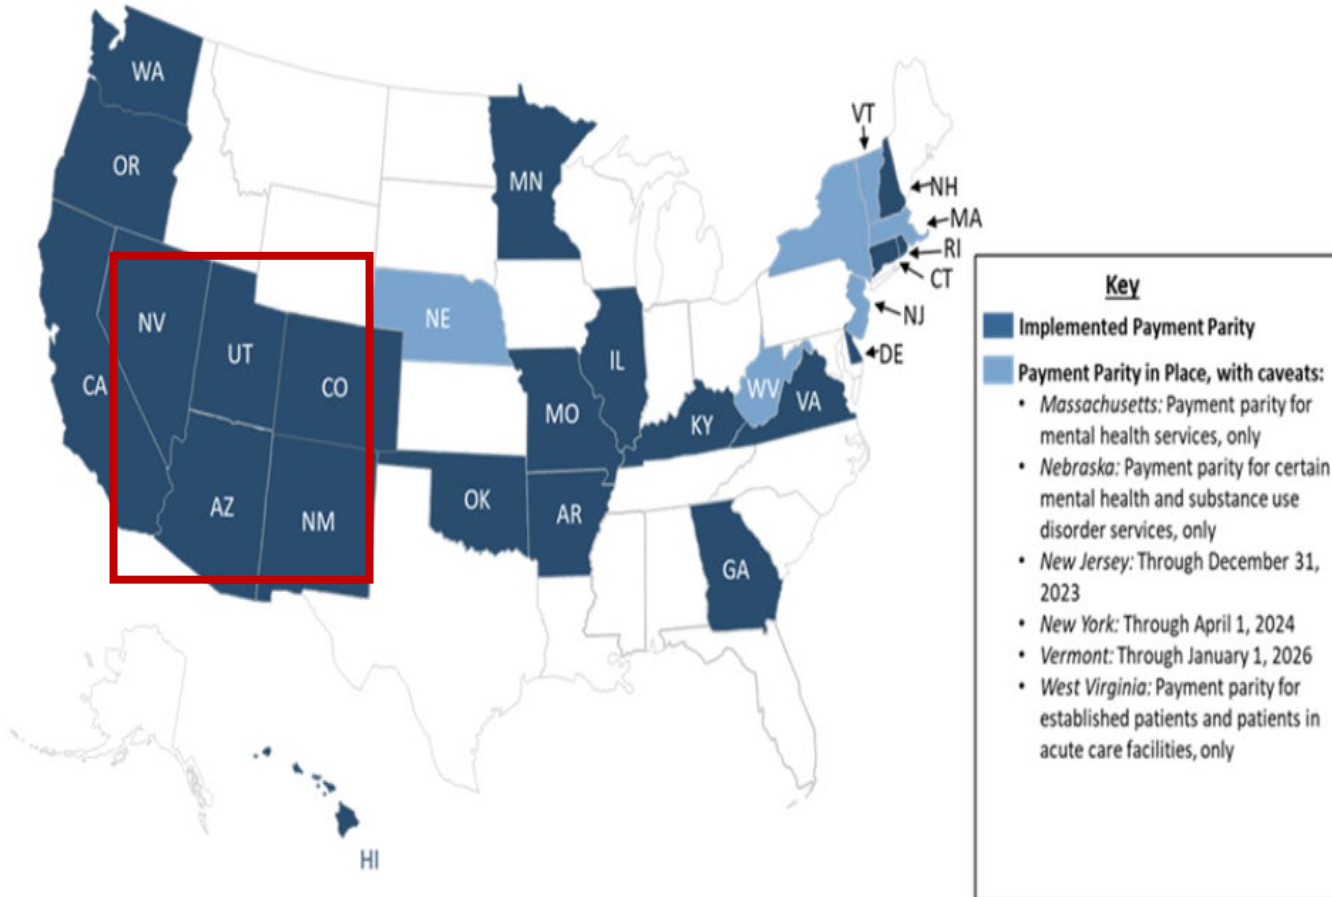 WA
OR
MN
VT
NH
MA
RI
CT
NJ
DE
NV
UT
CO
CA
AZ
NM
NE
IL
MO
KY
WV
VA
OK
AR
GA
HI
Key
Implemented Payment Parity
Payment Parity in Place, with caveats:
• Massachusetts: Payment parity for
mental health services, only
• Nebraska: Payment parity for certain
mental health and substance use
disorder services, only
• New Jersey: Through December 31,
2023
• New York: Through April 1, 2024
• Vermont: Through January 1, 2026
• West Virginia: Payment parity for
established patients and patients in
acute care facilities, only